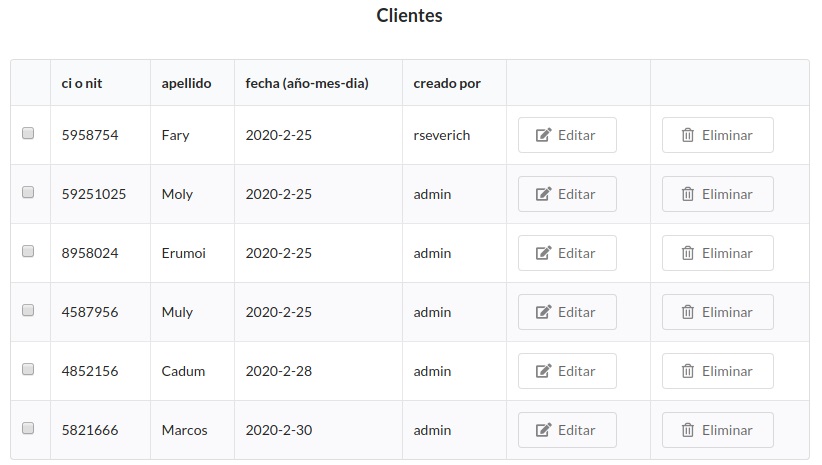 Clientes
ci o nit apellido fecha (año-mes-dia) creado por
5958754 Fary 2020-2-25 rseverich Editar Eliminar
59251025 Moly 2020-2-25 admin Editar Eliminar
8958024 Erumoi 2020-2-25 admin Editar Eliminar
4587956 Muly 2020-2-25 admin Editar Eliminar
4852156 Cadum 2020-2-28 admin Editar Eliminar
5821666 Marcos 2020-2-30 admin Editar Eliminar